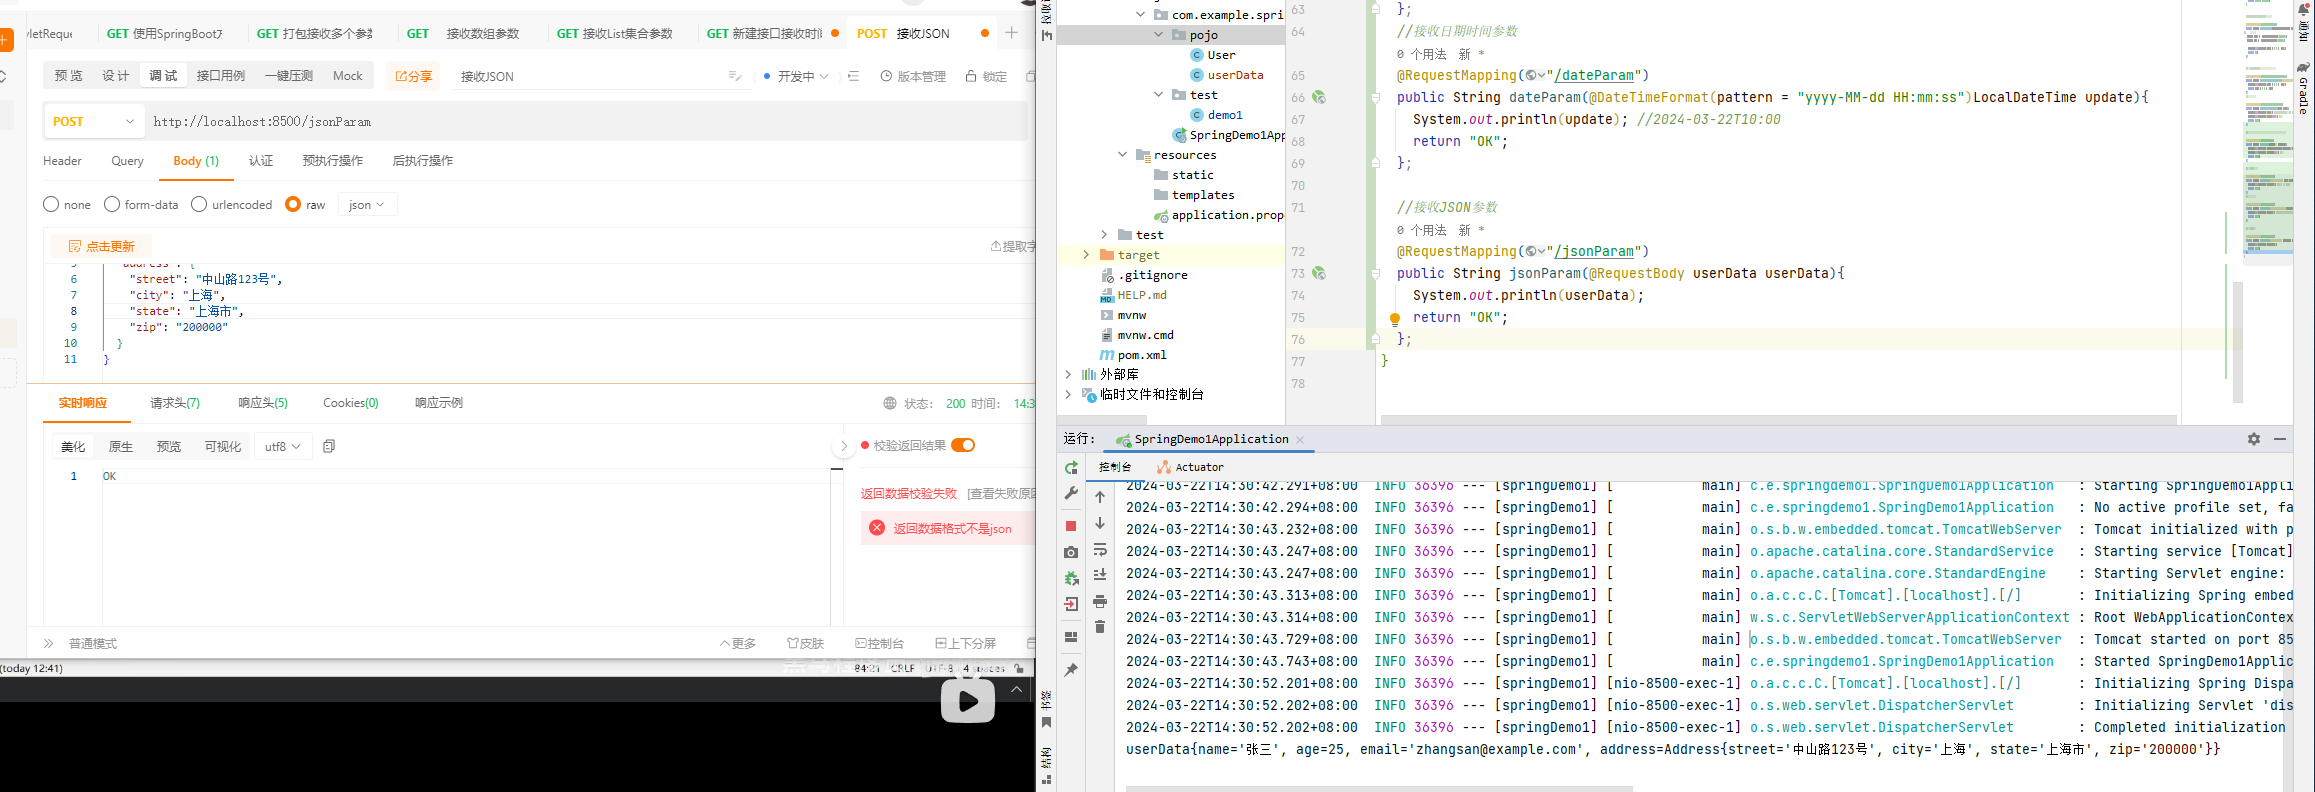 vletReque
GET 使用SpringBoot方
GET 打包接收多个参数
GET 接收数组参数
GET 接收List集合参数
GET 新建接口接收时间
POST 接收JSON
预 览
设 计
调 试
接口用例
一键压测
Mock
分享
接收JSON
开发中
版本管理
锁定
POST
http://localhost:8500/jsonParam
Header
Query
Body (1)
认证
预执行操作
后执行操作
none
form-data
urlencoded
raw
json
点击更新
提取字
5 "address": {
6 "street": "中山路123号",
7 "city": "上海",
8 "state": "上海市",
9 "zip": "200000"
10 }
11 }
实时响应
请求头(7)
响应头(5)
Cookies(0)
响应示例
状态: 200 时间: 14:3
美化
原生
预览
可视化
utf8
校验返回结果
1 OK
返回数据校验失败 [查看失败原因
返回数据格式不是json
普通模式
更多
皮肤
控制台
上下分屏
(today 12:41)
84:21 CRLF UTF-8 4 spaces
com.example.spri
pojo
User
userData
test
demo1
SpringDemo1App
resources
static
templates
application.prop
test
target
.gitignore
HELP.md
mvnw
mvnw.cmd
pom.xml
外部库
临时文件和控制台
63 };
64 //接收日期时间参数
0 个用法 新 *
65 @RequestMapping("/dateParam")
66 public String dateParam(@DateTimeFormat(pattern = "yyyy-MM-dd HH:mm:ss")LocalDateTime update){
67 System.out.println(update); //2024-03-22T10:00
68 return "OK";
69 };
70
71 //接收JSON参数
0 个用法 新 *
72 @RequestMapping("/jsonParam")
73 public String jsonParam(@RequestBody userData userData){
74 System.out.println(userData);
75 return "OK";
76 };
77 }
78
通知
Gradle
运行:
SpringDemo1Application
控制台
Actuator
2024-03-22T14:30:42.291+08:00 INFO 36396 --- [springDemo1] [ main] c.e.springdemo1.SpringDemo1Application : Starting SpringDemo1Appli
2024-03-22T14:30:42.294+08:00 INFO 36396 --- [springDemo1] [ main] c.e.springdemo1.SpringDemo1Application : No active profile set, fa
2024-03-22T14:30:43.232+08:00 INFO 36396 --- [springDemo1] [ main] o.s.b.w.embedded.tomcat.TomcatWebServer : Tomcat initialized with p
2024-03-22T14:30:43.247+08:00 INFO 36396 --- [springDemo1] [ main] o.apache.catalina.core.StandardService : Starting service [Tomcat]
2024-03-22T14:30:43.247+08:00 INFO 36396 --- [springDemo1] [ main] o.apache.catalina.core.StandardEngine : Starting Servlet engine:
2024-03-22T14:30:43.313+08:00 INFO 36396 --- [springDemo1] [ main] o.a.c.c.C.[Tomcat].[localhost].[/] : Initializing Spring embed
2024-03-22T14:30:43.314+08:00 INFO 36396 --- [springDemo1] [ main] w.s.c.ServletWebServerApplicationContext : Root WebApplicationContex
2024-03-22T14:30:43.729+08:00 INFO 36396 --- [springDemo1] [ main] o.s.b.w.embedded.tomcat.TomcatWebServer : Tomcat started on port 85
2024-03-22T14:30:43.743+08:00 INFO 36396 --- [springDemo1] [ main] c.e.springdemo1.SpringDemo1Application : Started SpringDemo1Applic
2024-03-22T14:30:52.201+08:00 INFO 36396 --- [springDemo1] [nio-8500-exec-1] o.a.c.c.C.[Tomcat].[localhost].[/] : Initializing Spring Dispa
2024-03-22T14:30:52.202+08:00 INFO 36396 --- [springDemo1] [nio-8500-exec-1] o.s.web.servlet.DispatcherServlet : Initializing Servlet 'dis
2024-03-22T14:30:52.202+08:00 INFO 36396 --- [springDemo1] [nio-8500-exec-1] o.s.web.servlet.DispatcherServlet : Completed initialization
userData{name='张三', age=25, email='zhangsan@example.com', address=Address{street='中山路123号', city='上海', state='上海市', zip='200000'}}
书签
结构